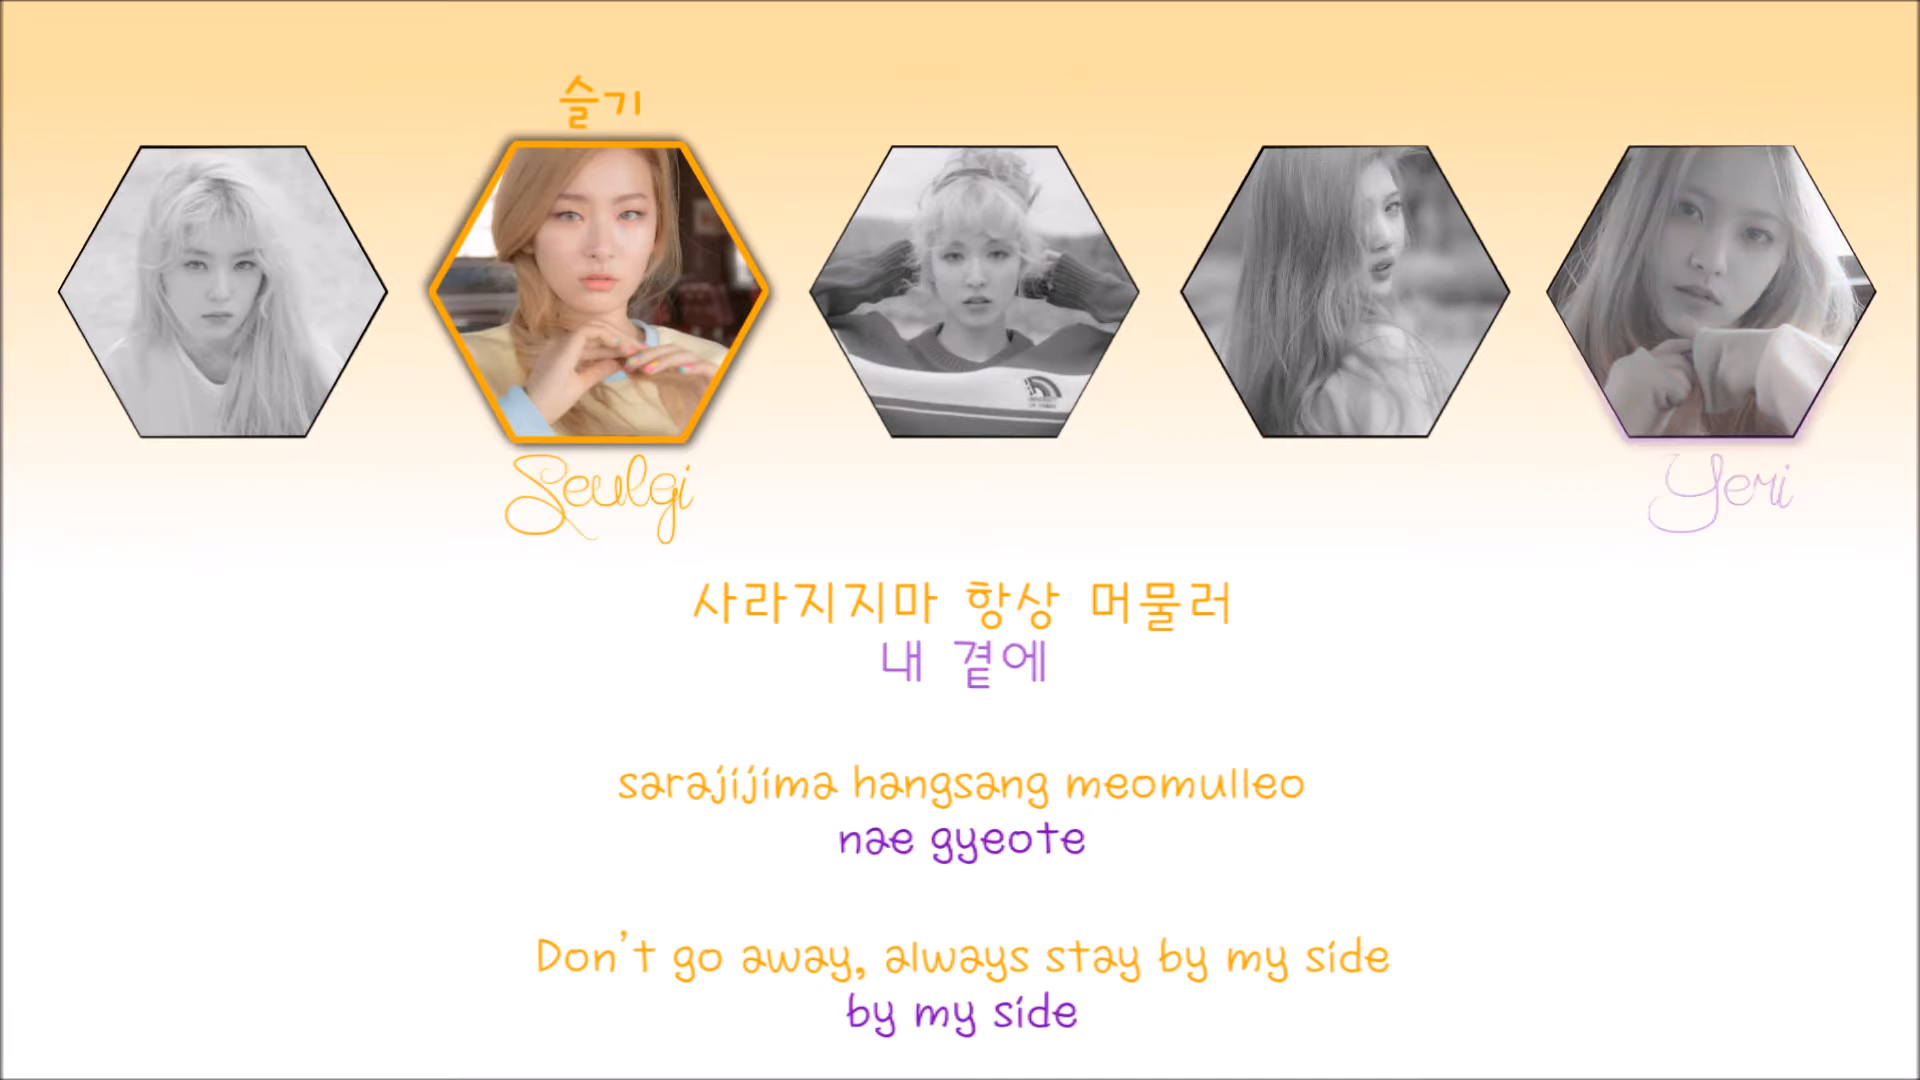 슬기
Seulgi
Yeri
사라지지마 항상 머물러
내 곁에
sarajijima hangsang meomulleo
nae gyeote
Don't go away, always stay by my side
by my side